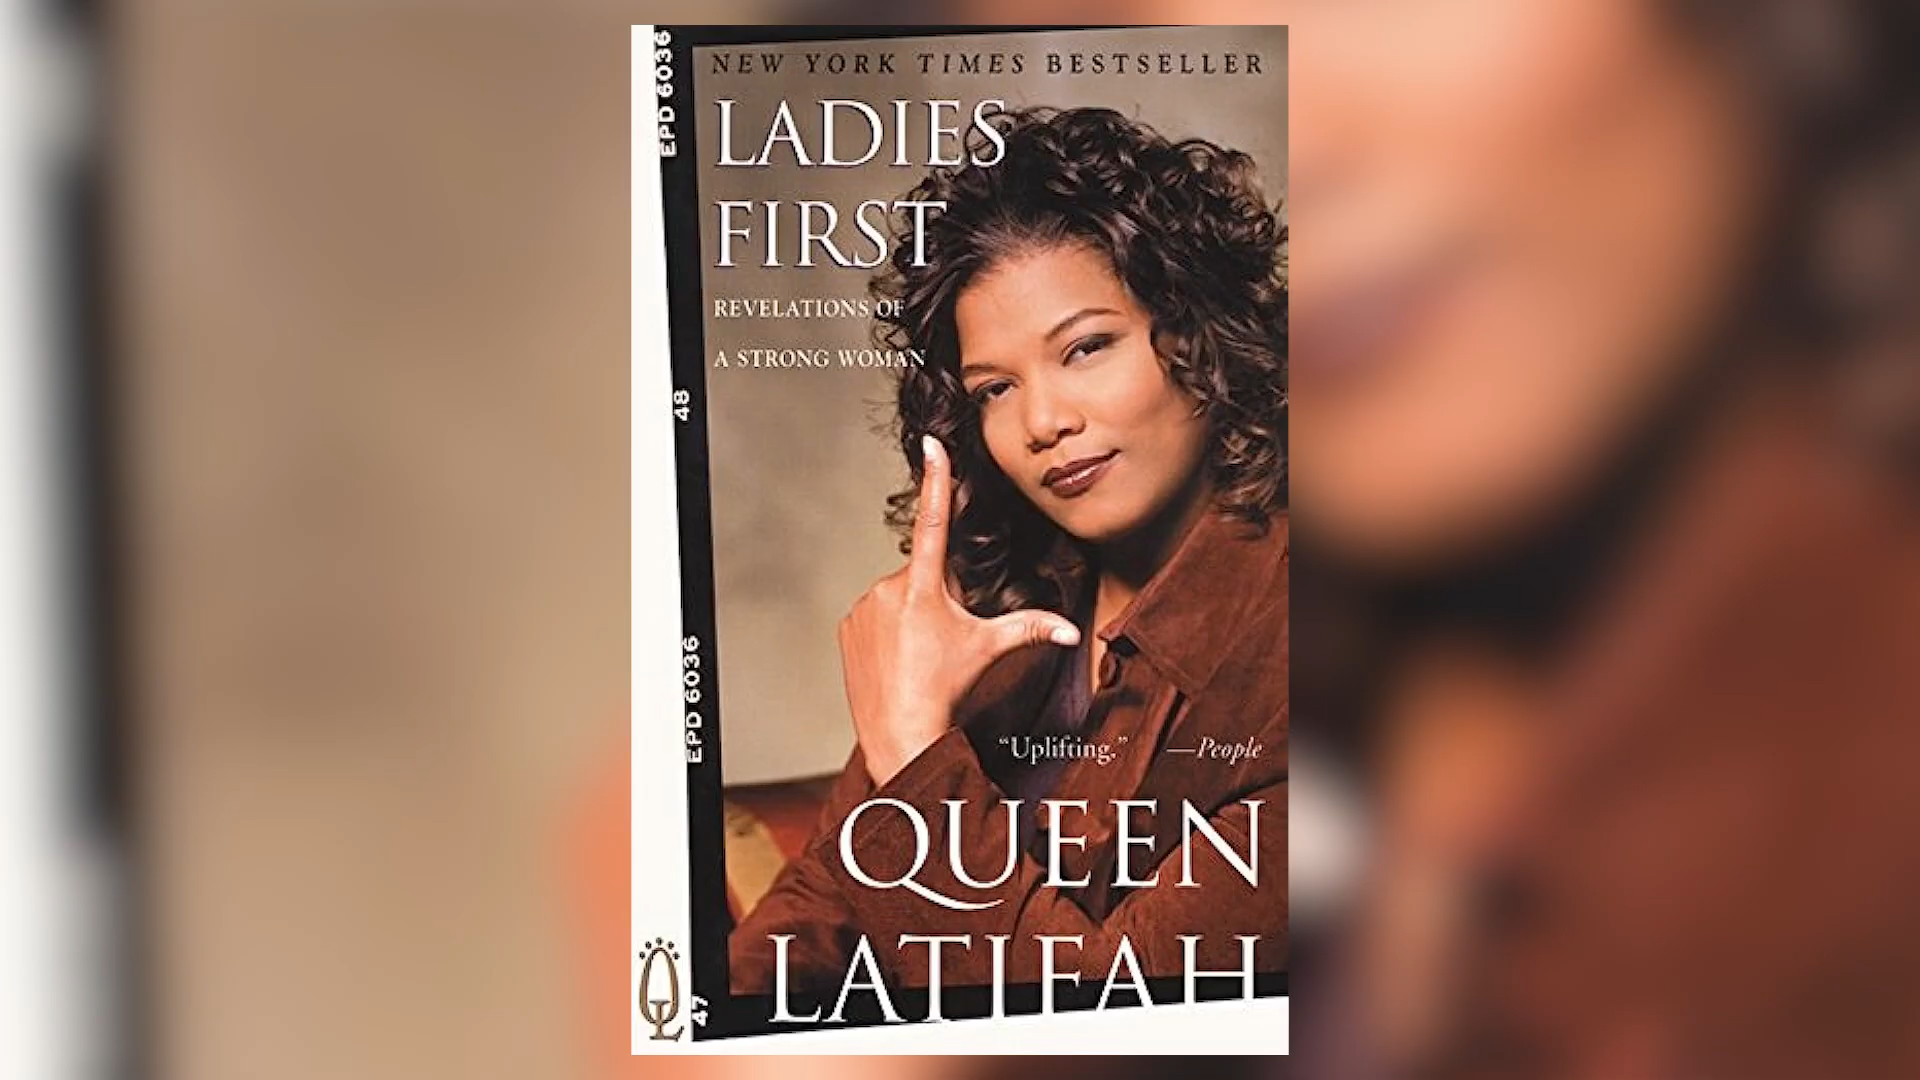 NEW YORK TIMES BESTSELLER
LADIES
FIRST
REVELATIONS OF
A STRONG WOMAN
EPD 6036
48
EPD 6036
47
“Uplifting.” —People
QUEEN
LATIFAH
QL